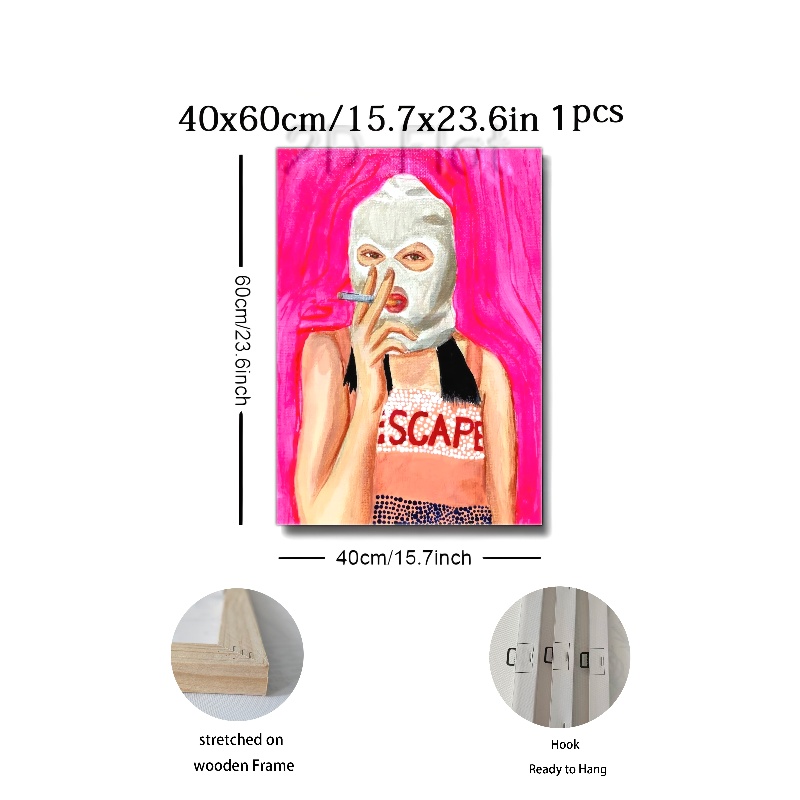 40x60cm/15.7x23.6in 1pcs
60cm/23.6inch
ESCAPE
40cm/15.7inch
stretched on
wooden Frame
Hook
Ready to Hang